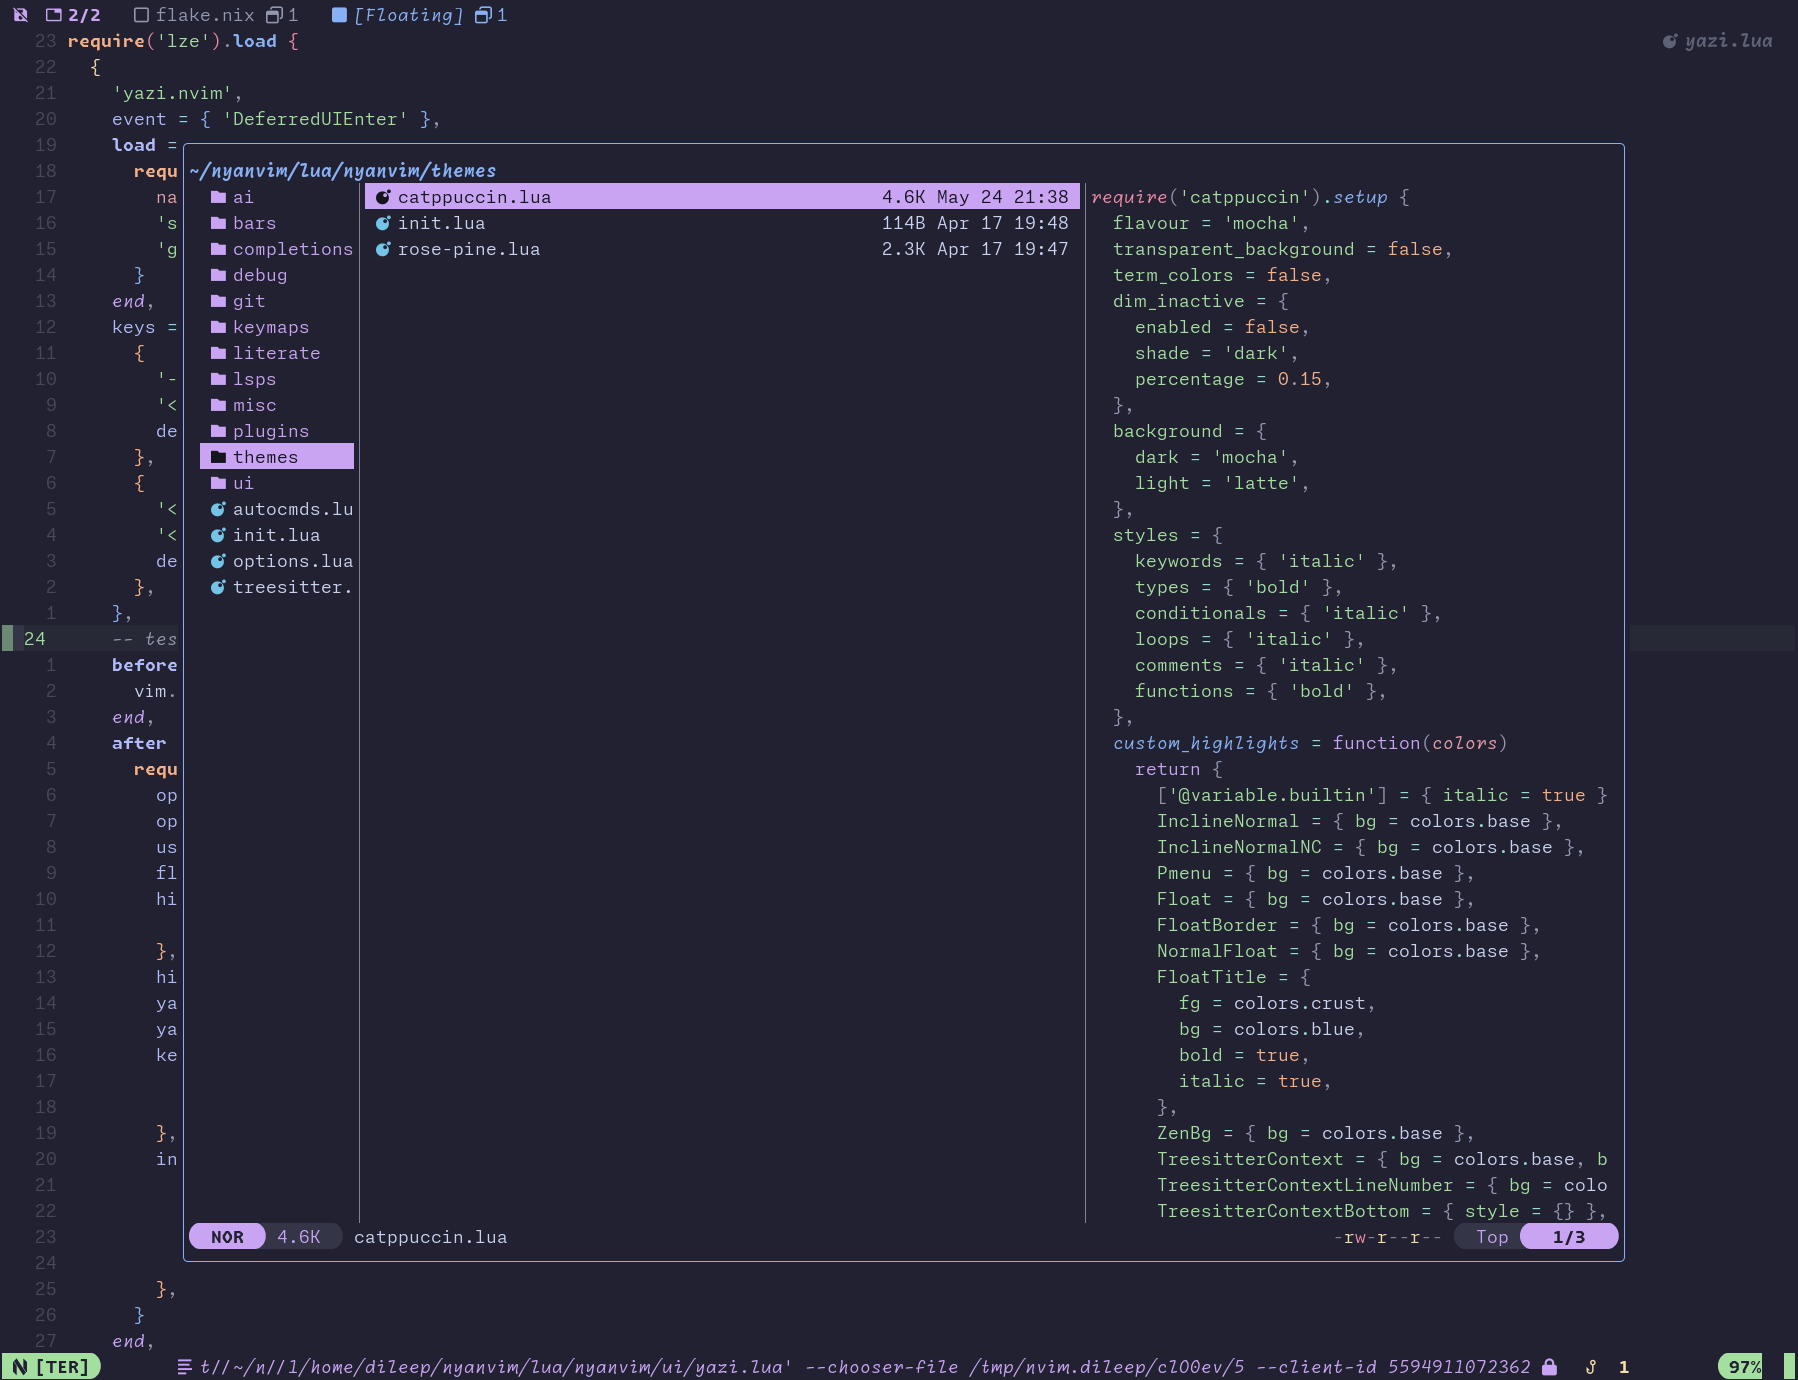 2/2 flake.nix 1 [Floating] 1
23 require('lze').load {
yazi.lua
22 {
21 'yazi.nvim',
20 event = { 'DeferredUIEnter' },
19 load =
18 requ
17 na
16 's
15 'g
14 }
13 end,
12 keys =
11 {
10 '-
9 '<
8 de
7 },
6 {
5 '<
4 '<
3 de
2 },
1 },
24 -- tes
1 before
2 vim.
3 end,
4 after
5 requ
6 op
7 op
8 us
9 fl
10 hi
11
12 },
13 hi
14 ya
15 ya
16 ke
17
18
19 },
20 in
21
22
23
24
25 },
26 }
27 end,
~/nyanvim/lua/nyanvim/themes
ai
bars
completions
debug
git
keymaps
literate
lsps
misc
plugins
themes
ui
autocmds.lu
init.lua
options.lua
treesitter.
catppuccin.lua 4.6K May 24 21:38
init.lua 114B Apr 17 19:48
rose-pine.lua 2.3K Apr 17 19:47
require('catppuccin').setup {
flavour = 'mocha',
transparent_background = false,
term_colors = false,
dim_inactive = {
enabled = false,
shade = 'dark',
percentage = 0.15,
},
background = {
dark = 'mocha',
light = 'latte',
},
styles = {
keywords = { 'italic' },
types = { 'bold' },
conditionals = { 'italic' },
loops = { 'italic' },
comments = { 'italic' },
functions = { 'bold' },
},
custom_highlights = function(colors)
return {
['@variable.builtin'] = { italic = true }
InclineNormal = { bg = colors.base },
InclineNormalNC = { bg = colors.base },
Pmenu = { bg = colors.base },
Float = { bg = colors.base },
FloatBorder = { bg = colors.base },
NormalFloat = { bg = colors.base },
FloatTitle = {
fg = colors.crust,
bg = colors.blue,
bold = true,
italic = true,
},
ZenBg = { bg = colors.base },
TreesitterContext = { bg = colors.base, b
TreesitterContextLineNumber = { bg = colo
TreesitterContextBottom = { style = {} },
NOR 4.6K catppuccin.lua -rw-r--r-- Top 1/3
[TER] t//~/n//1/home/dileep/nyanvim/lua/nyanvim/ui/yazi.lua' --chooser-file /tmp/nvim.dileep/clO0ev/5 --client-id 5594911072362 1 97%